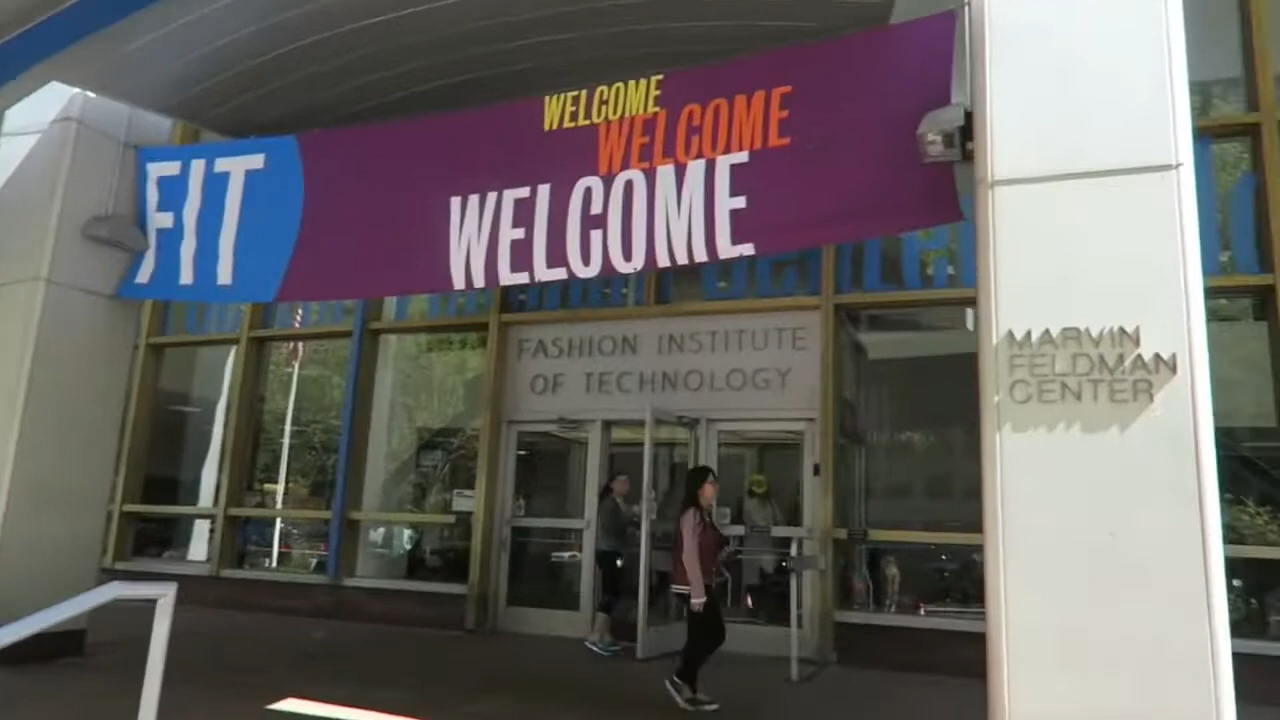 WELCOME
WELCOME
FIT
WELCOME
FASHION INSTITUTE
OF TECHNOLOGY
MARVIN
FELDMAN
CENTER